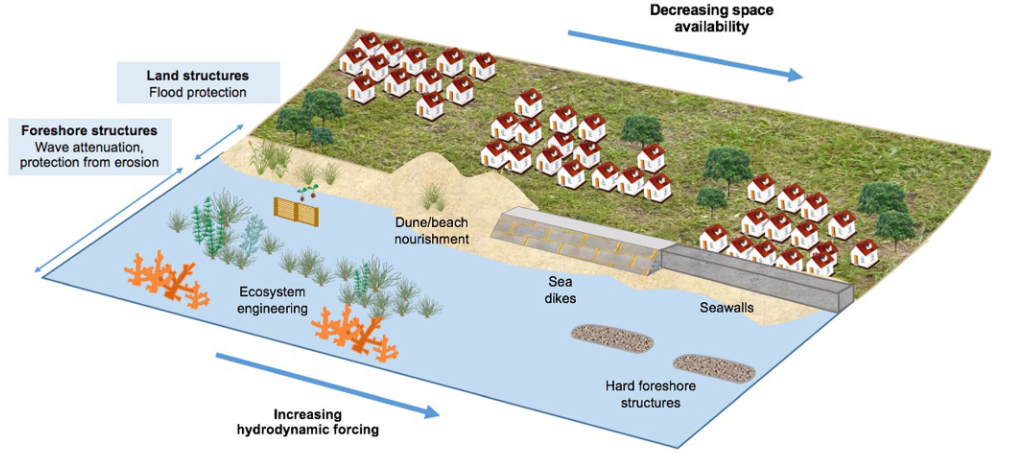 Decreasing space
availability
Land structures
Flood protection
Foreshore structures
Wave attenuation,
protection from erosion
Dune/beach
nourishment
Sea
dikes
Seawalls
Ecosystem
engineering
Hard foreshore
structures
Increasing
hydrodynamic forcing